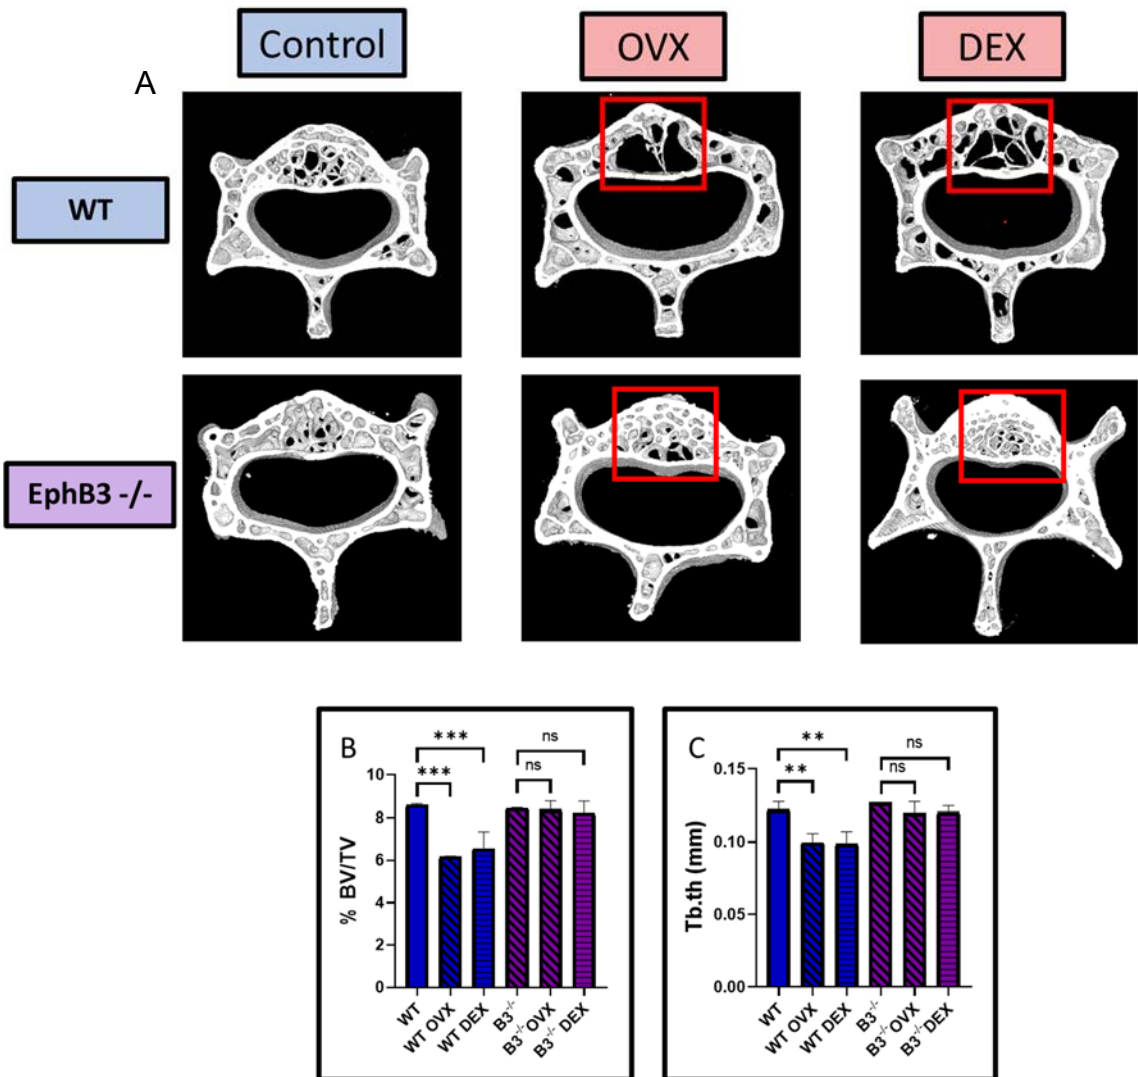 Control
OVX
DEX
A
WT
EphB3 -/-
B
***
***
ns
ns
% BV/TV
10
8
6
4
2
0
WT
WT OVX
WT DEX
B3-/-
B3-/- OVX
B3-/- DEX
C
**
**
ns
ns
Tb.th (mm)
0.15
0.10
0.05
0.00
WT
WT OVX
WT DEX
B3-/-
B3-/- OVX
B3-/- DEX